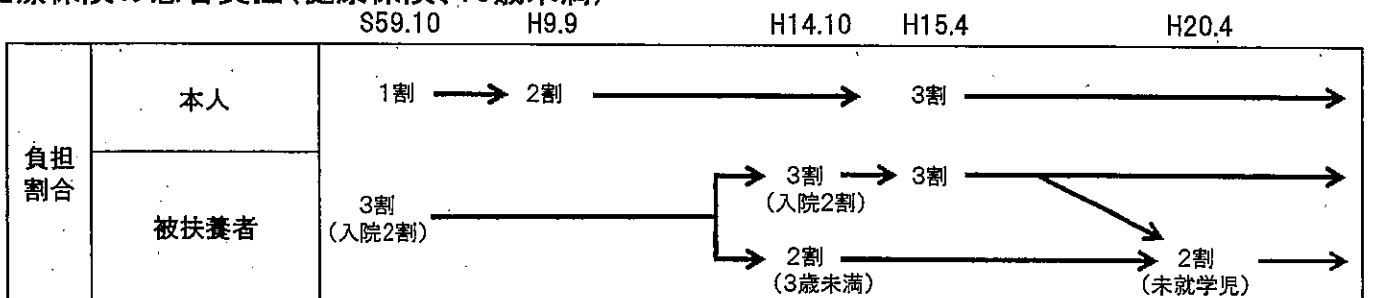 S59.10 H9.9 H14.10 H15.4 H20.4
負担
割合
本人
1割 2割 3割
被扶養者
3割
(入院2割)
3割 3割
(入院2割)
2割
(3歳未満)
2割
(未就学児)